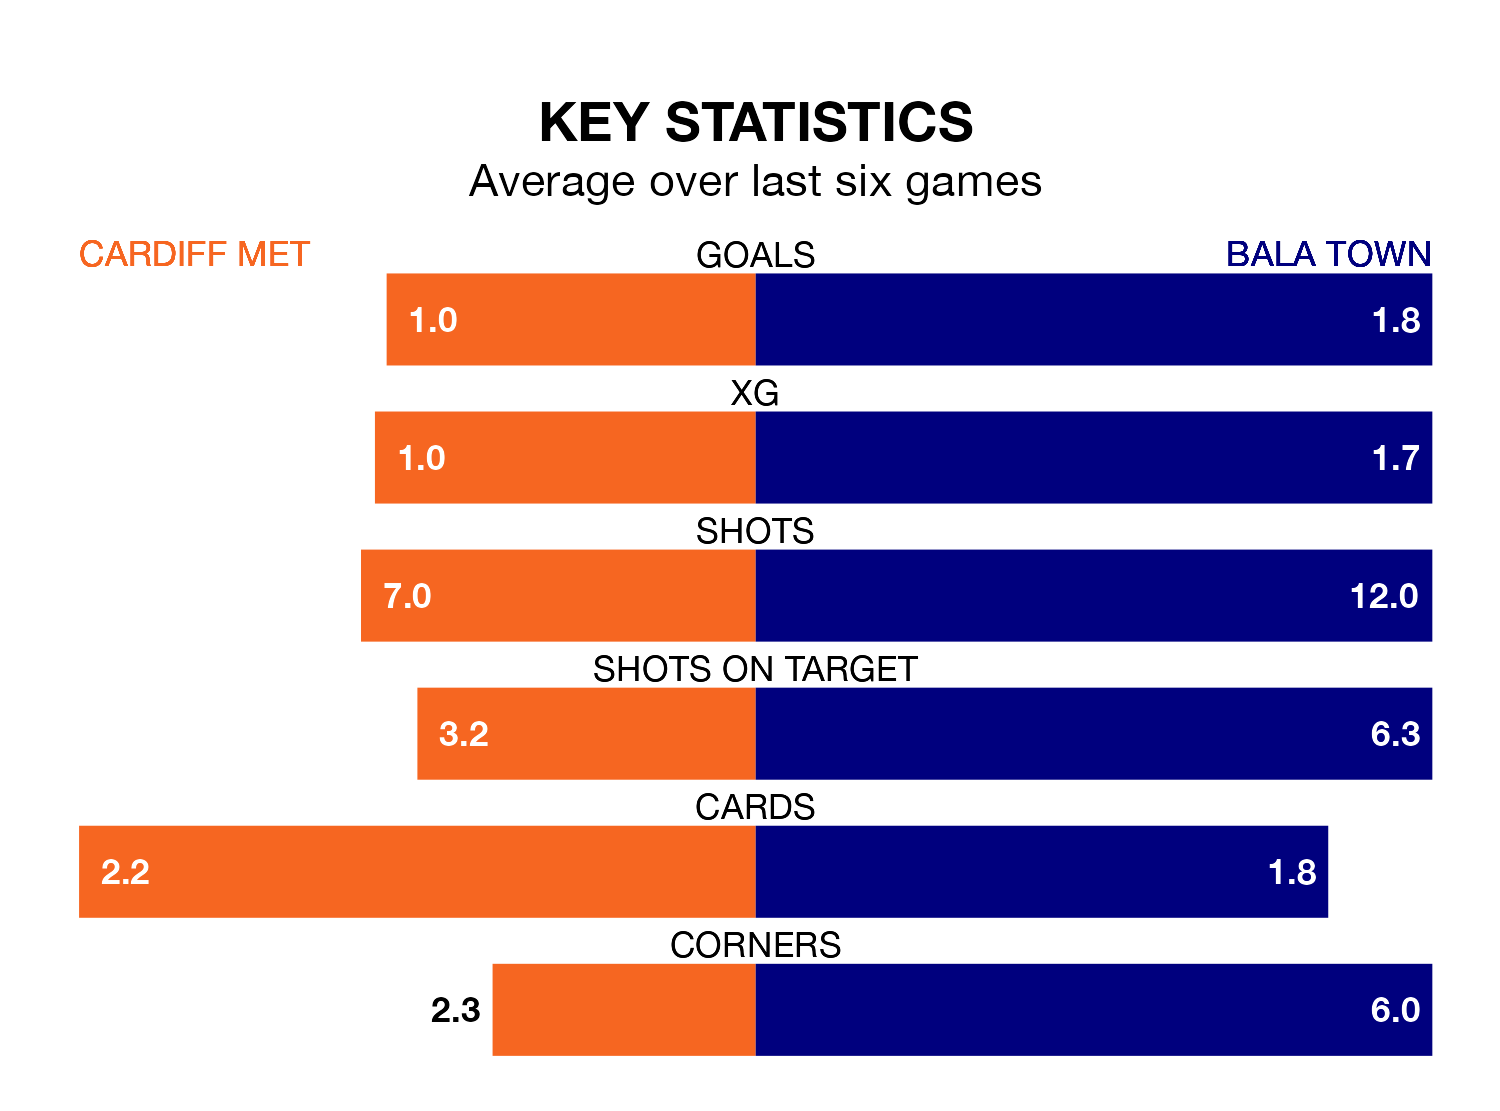 KEY STATISTICS
Average over last six games
CARDIFF MET GOALS BALA TOWN
1.0 1.8
XG
1.0 1.7
SHOTS
7.0 12.0
SHOTS ON TARGET
3.2 6.3
CARDS
2.2 1.8
CORNERS
2.3 6.0